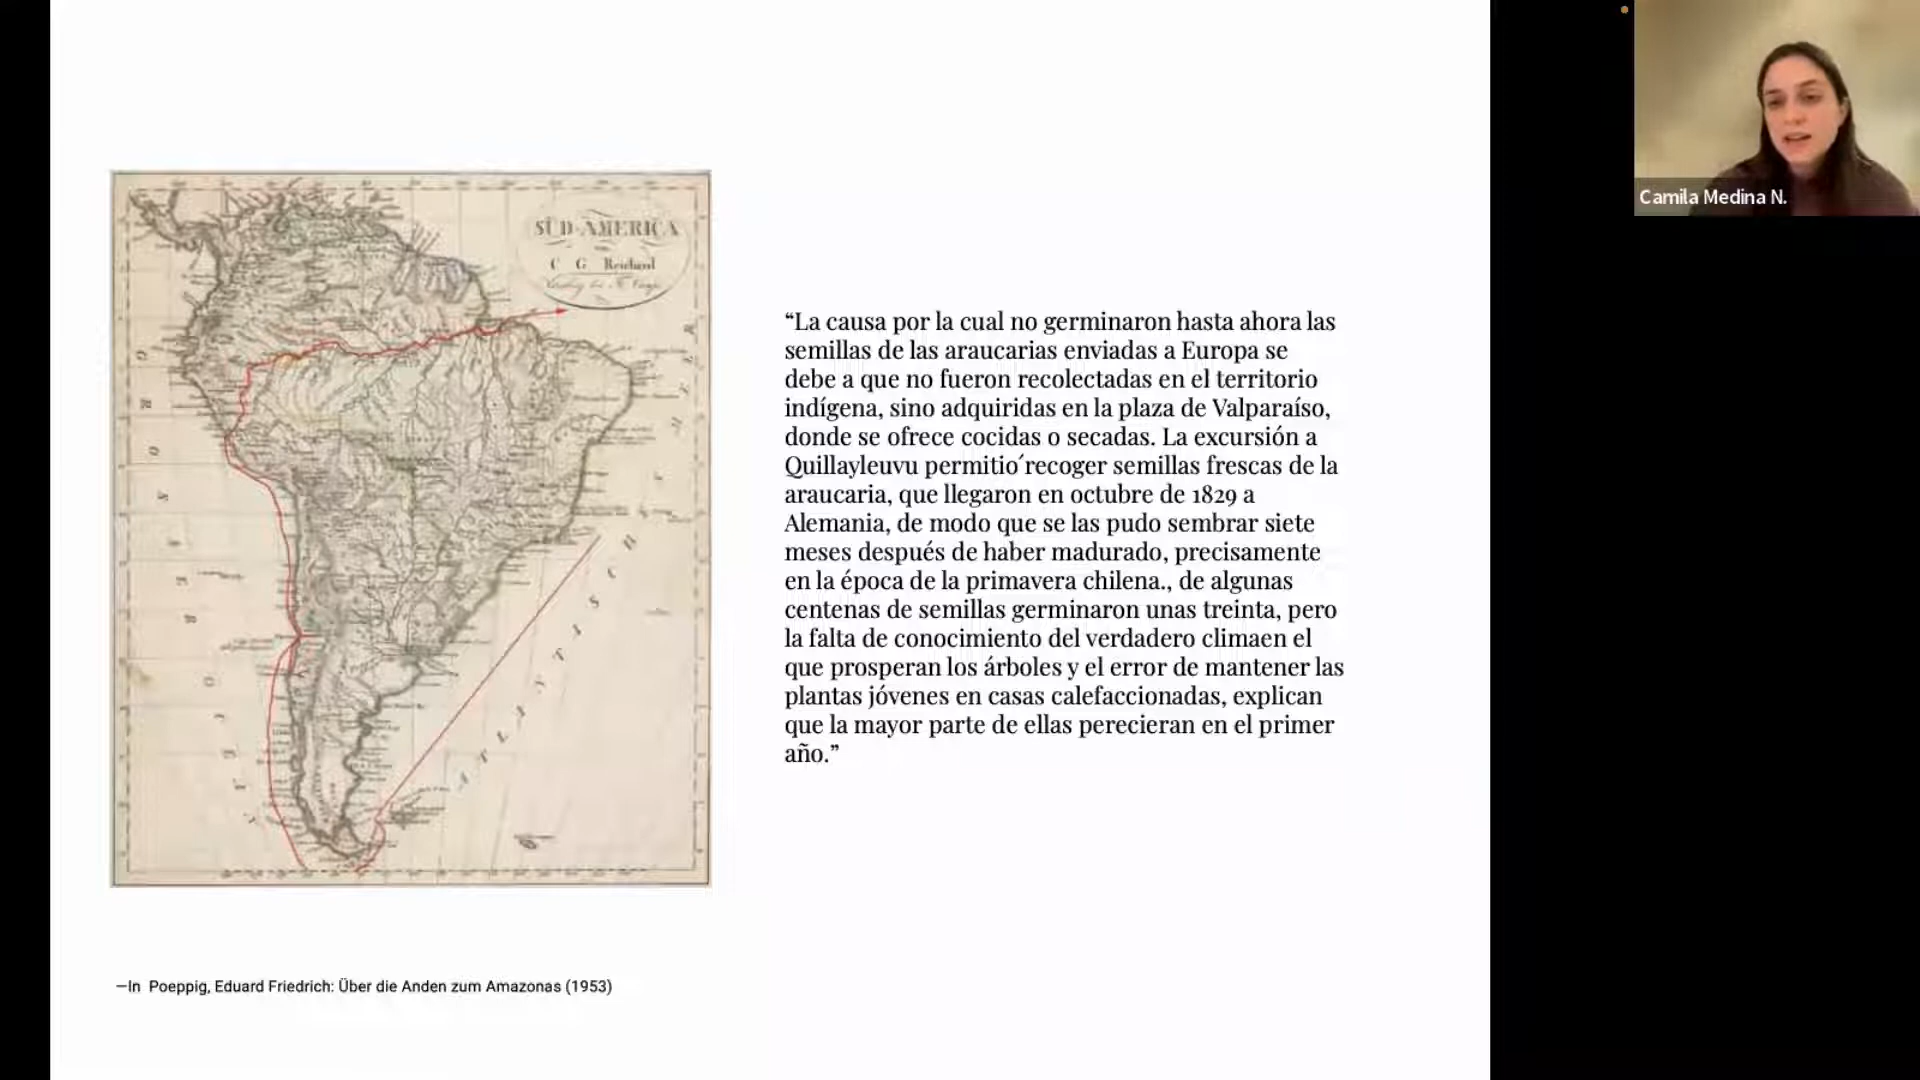 SÜD-AMERICA
C G Reichard
“La causa por la cual no germinaron hasta ahora las
semillas de las araucarias enviadas a Europa se
debe a que no fueron recolectadas en el territorio
indígena, sino adquiridas en la plaza de Valparaíso,
donde se ofrece cocidas o secadas. La excursión a
Quillayleuvu permitio´recoger semillas frescas de la
araucaria, que llegaron en octubre de 1829 a
Alemania, de modo que se las pudo sembrar siete
meses después de haber madurado, precisamente
en la época de la primavera chilena., de algunas
centenas de semillas germinaron unas treinta, pero
la falta de conocimiento del verdadero climaen el
que prosperan los árboles y el error de mantener las
plantas jóvenes en casas calefaccionadas, explican
que la mayor parte de ellas perecieran en el primer
año.”
—In Poeppig, Eduard Friedrich: Über die Anden zum Amazonas (1953)
Camila Medina N.